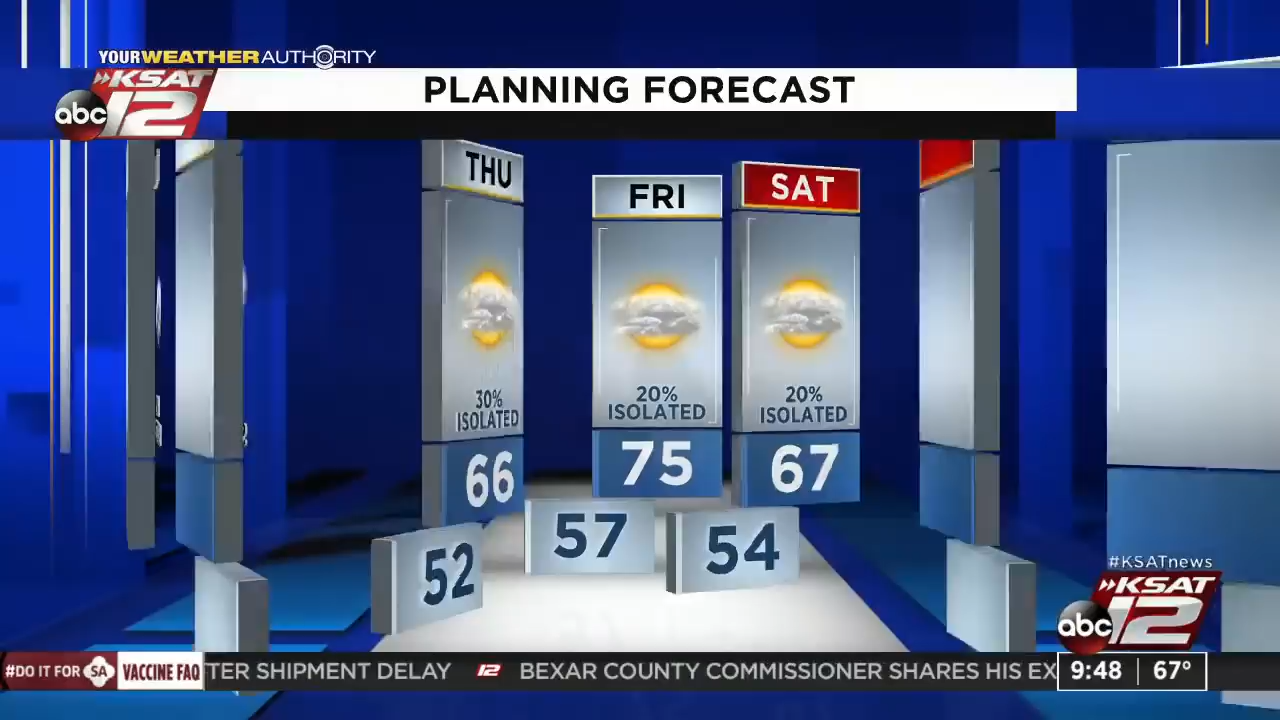 YOURWEATHERAUTHORITY
KSAT
abc 12
PLANNING FORECAST
THU
FRI
SAT
30%
ISOLATED
20%
ISOLATED
20%
ISOLATED
66
75
67
52
57
54
#KSATnews
KSAT
abc 12
#DO IT FOR SA
VACCINE FAQ
TER SHIPMENT DELAY 12 BEXAR COUNTY COMMISSIONER SHARES HIS EX
9:48 67°